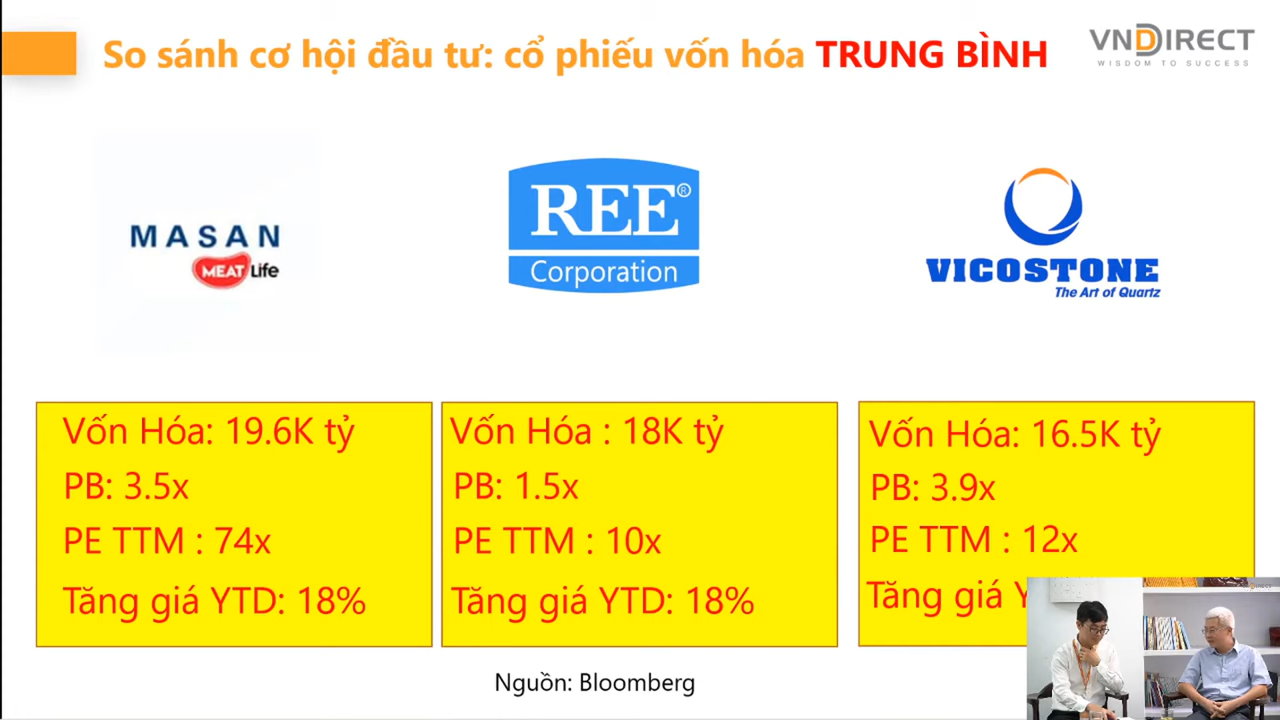 So sánh cơ hội đầu tư: cổ phiếu vốn hóa TRUNG BÌNH
VNDIRECT
WISDOM TO SUCCESS
MASAN
MEAT Life
REE®
Corporation
VICOSTONE
The Art of Quartz
Vốn Hóa: 19.6K tỷ
PB: 3.5x
PE TTM : 74x
Tăng giá YTD: 18%
Vốn Hóa : 18K tỷ
PB: 1.5x
PE TTM : 10x
Tăng giá YTD: 18%
Vốn Hóa: 16.5K tỷ
PB: 3.9x
PE TTM : 12x
Tăng giá
Nguồn: Bloomberg